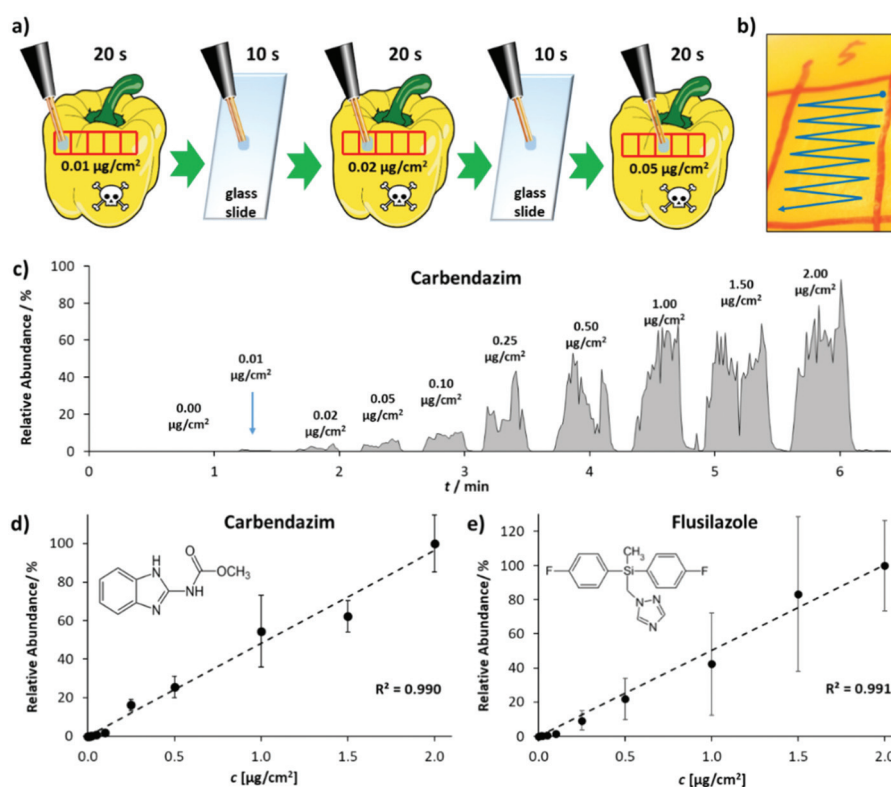 a)
20 s
10 s
20 s
10 s
20 s
0.01 µg/cm²
glass
slide
0.02 µg/cm²
glass
slide
0.05 µg/cm²
b)
5
c)
Carbendazim
Relative Abundance / %
100
80
60
40
20
0
0.00
µg/cm²
0.01
µg/cm²
0.02
µg/cm²
0.05
µg/cm²
0.10
µg/cm²
0.25
µg/cm²
0.50
µg/cm²
1.00
µg/cm²
1.50
µg/cm²
2.00
µg/cm²
0 1 2 3 4 5 6
t / min
d)
Carbendazim
Relative Abundance/ %
100
80
60
40
20
0
H
N
N
NH
O
O
CH₃
R² = 0.990
0.0 0.5 1.0 1.5 2.0
c [µg/cm²]
e)
Flusilazole
Relative Abundance/ %
120
100
80
60
40
20
0
CH₃
F
Si
F
N
N
N
R² = 0.991
0.0 0.5 1.0 1.5 2.0
c [µg/cm²]